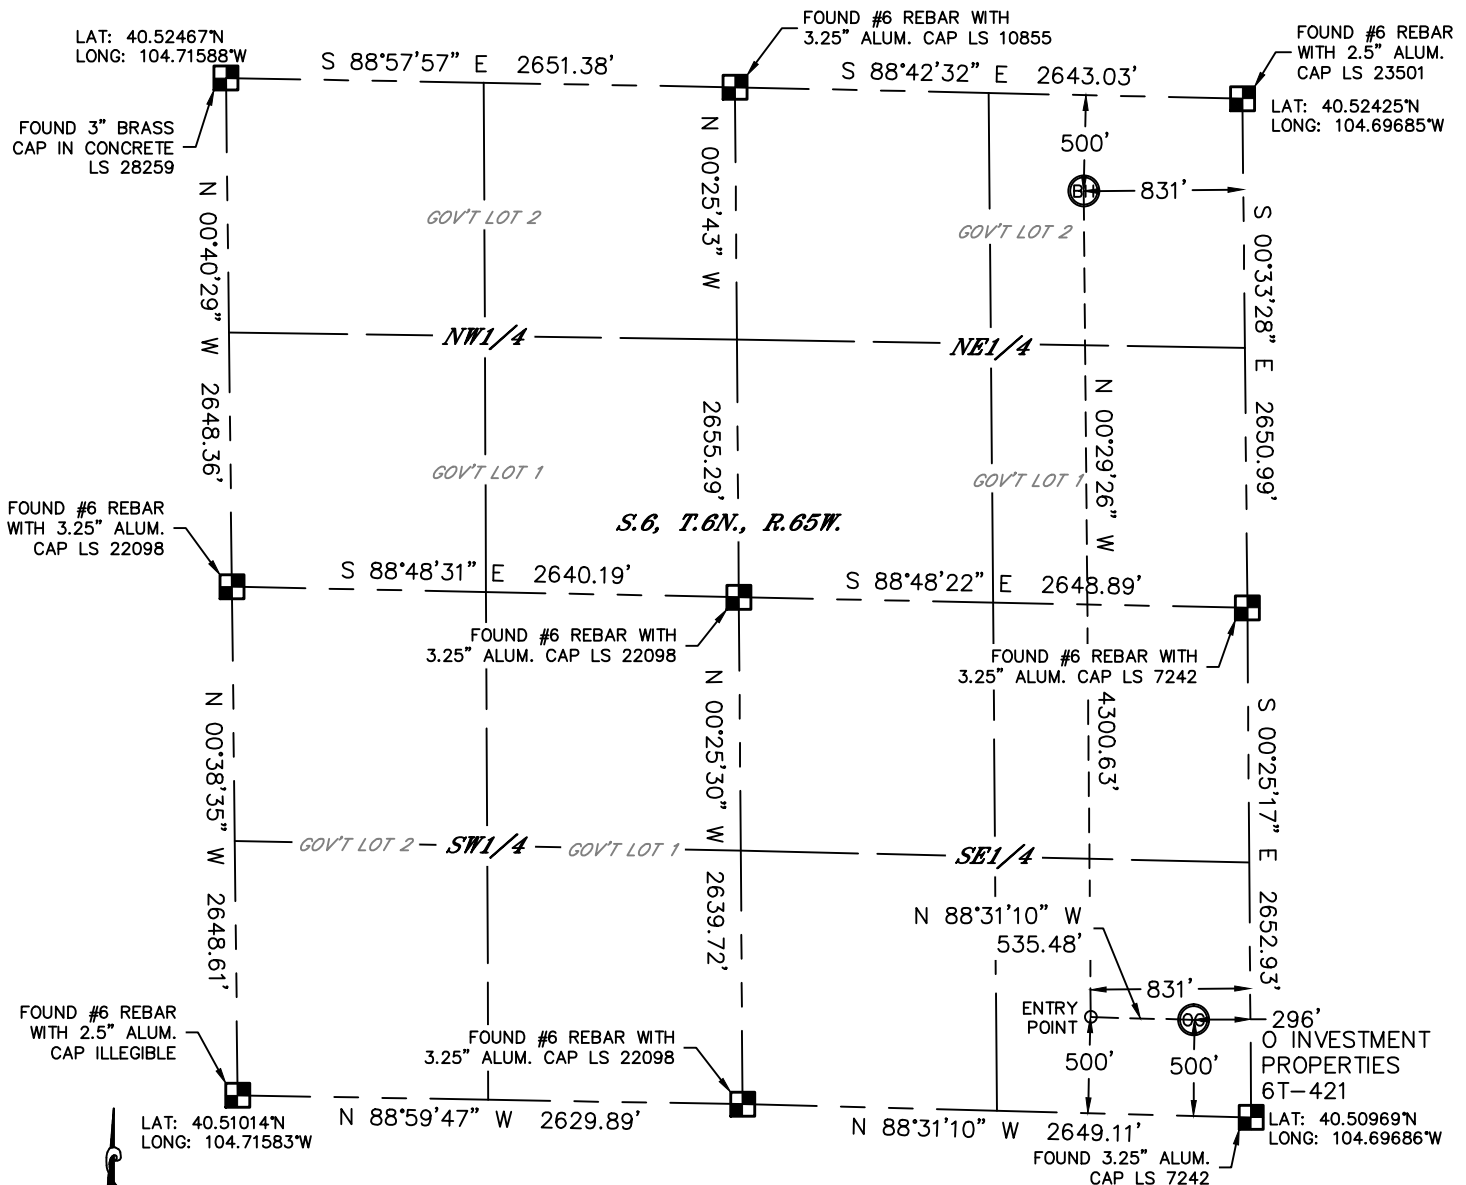 FOUND #6 REBAR WITH
3.25" ALUM. CAP LS 10855
LAT: 40.52467°N
LONG: 104.71588°W
FOUND #6 REBAR
WITH 2.5" ALUM.
CAP LS 23501
S 88°57'57" E 2651.38'
S 88°42'32" E 2643.03'
LAT: 40.52425°N
LONG: 104.69685°W
FOUND 3" BRASS
CAP IN CONCRETE
LS 28259
500'
BH
831'
N 00°40'29" W 2648.36'
GOV'T LOT 2
N 00°25'43" W 2655.29'
GOV'T LOT 2
S 00°33'28" E 2650.99'
NW1/4
NE1/4
N 00°29'26" W 4300.63'
GOV'T LOT 1
GOV'T LOT 1
S.6, T.6N., R.65W.
FOUND #6 REBAR
WITH 3.25" ALUM.
CAP LS 22098
S 88°48'31" E 2640.19'
S 88°48'22" E 2648.89'
FOUND #6 REBAR WITH
3.25" ALUM. CAP LS 22098
FOUND #6 REBAR WITH
3.25" ALUM. CAP LS 7242
N 00°38'35" W 2648.61'
N 00°25'30" W 2639.72'
S 00°25'17" E 2652.93'
GOV'T LOT 2
SW1/4
GOV'T LOT 1
SE1/4
N 88°31'10" W
535.48'
831'
ENTRY
POINT
OG
296'
O INVESTMENT
PROPERTIES
6T-421
500'
500'
FOUND #6 REBAR
WITH 2.5" ALUM.
CAP ILLEGIBLE
FOUND #6 REBAR WITH
3.25" ALUM. CAP LS 22098
LAT: 40.51014°N
LONG: 104.71583°W
N 88°59'47" W 2629.89'
N 88°31'10" W 2649.11'
LAT: 40.50969°N
LONG: 104.69686°W
FOUND 3.25" ALUM.
CAP LS 7242